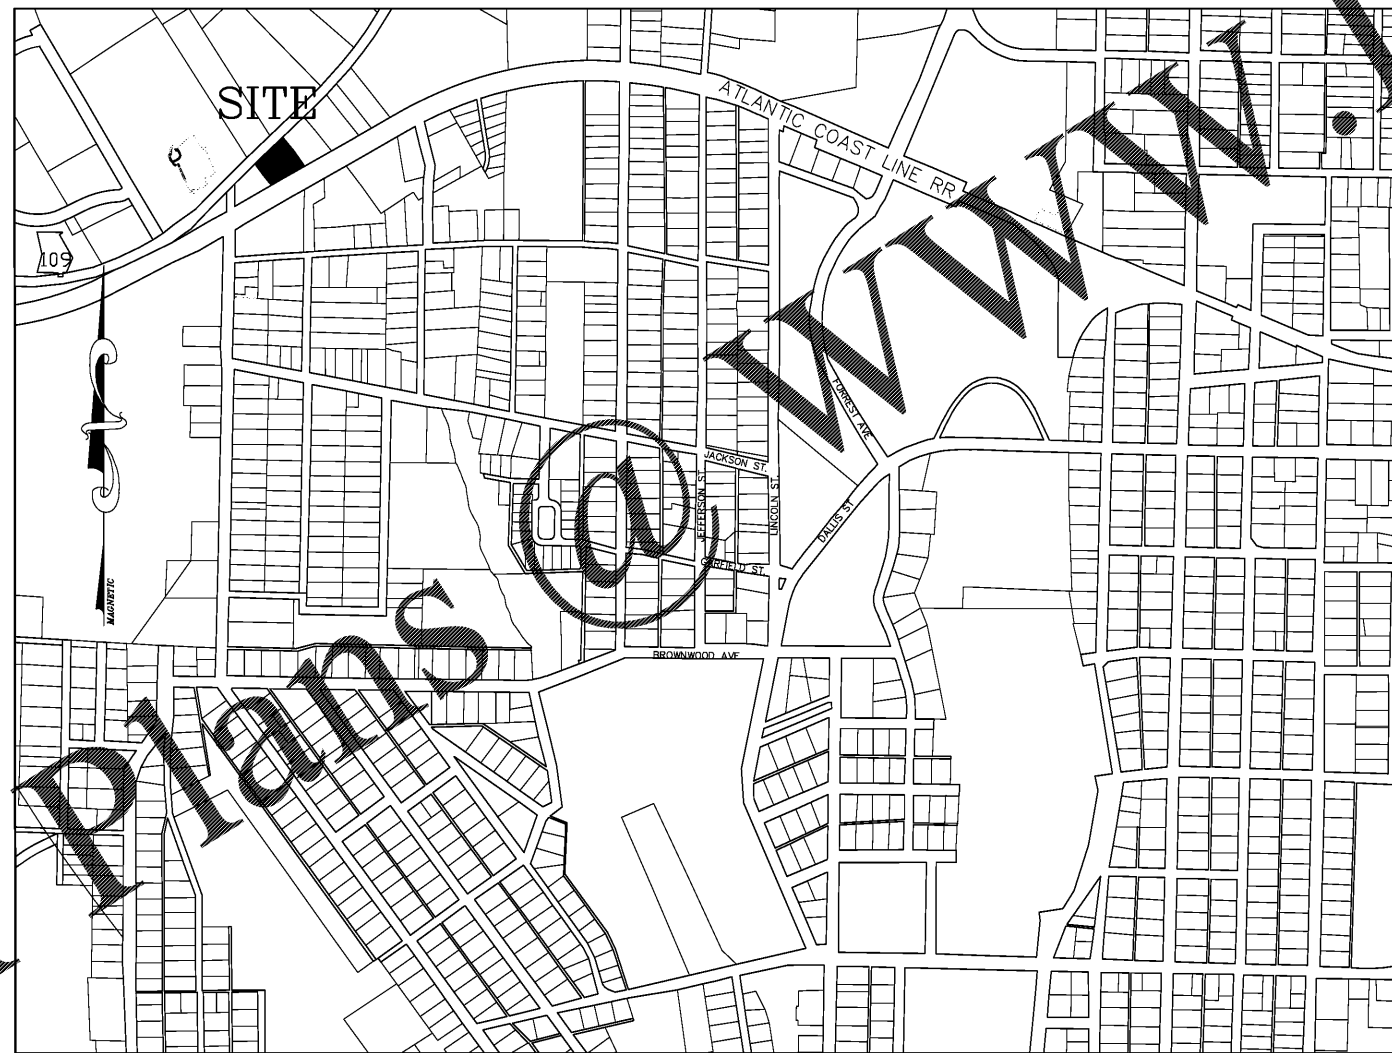 SITE
ATLANTIC COAST LINE RR
109
FORREST AVE
JACKSON ST.
JEFFERSON ST.
LINCOLN ST.
DALLIS ST
GARFIELD ST.
MAGNETIC
BROWNWOOD AVE
Plans @ www